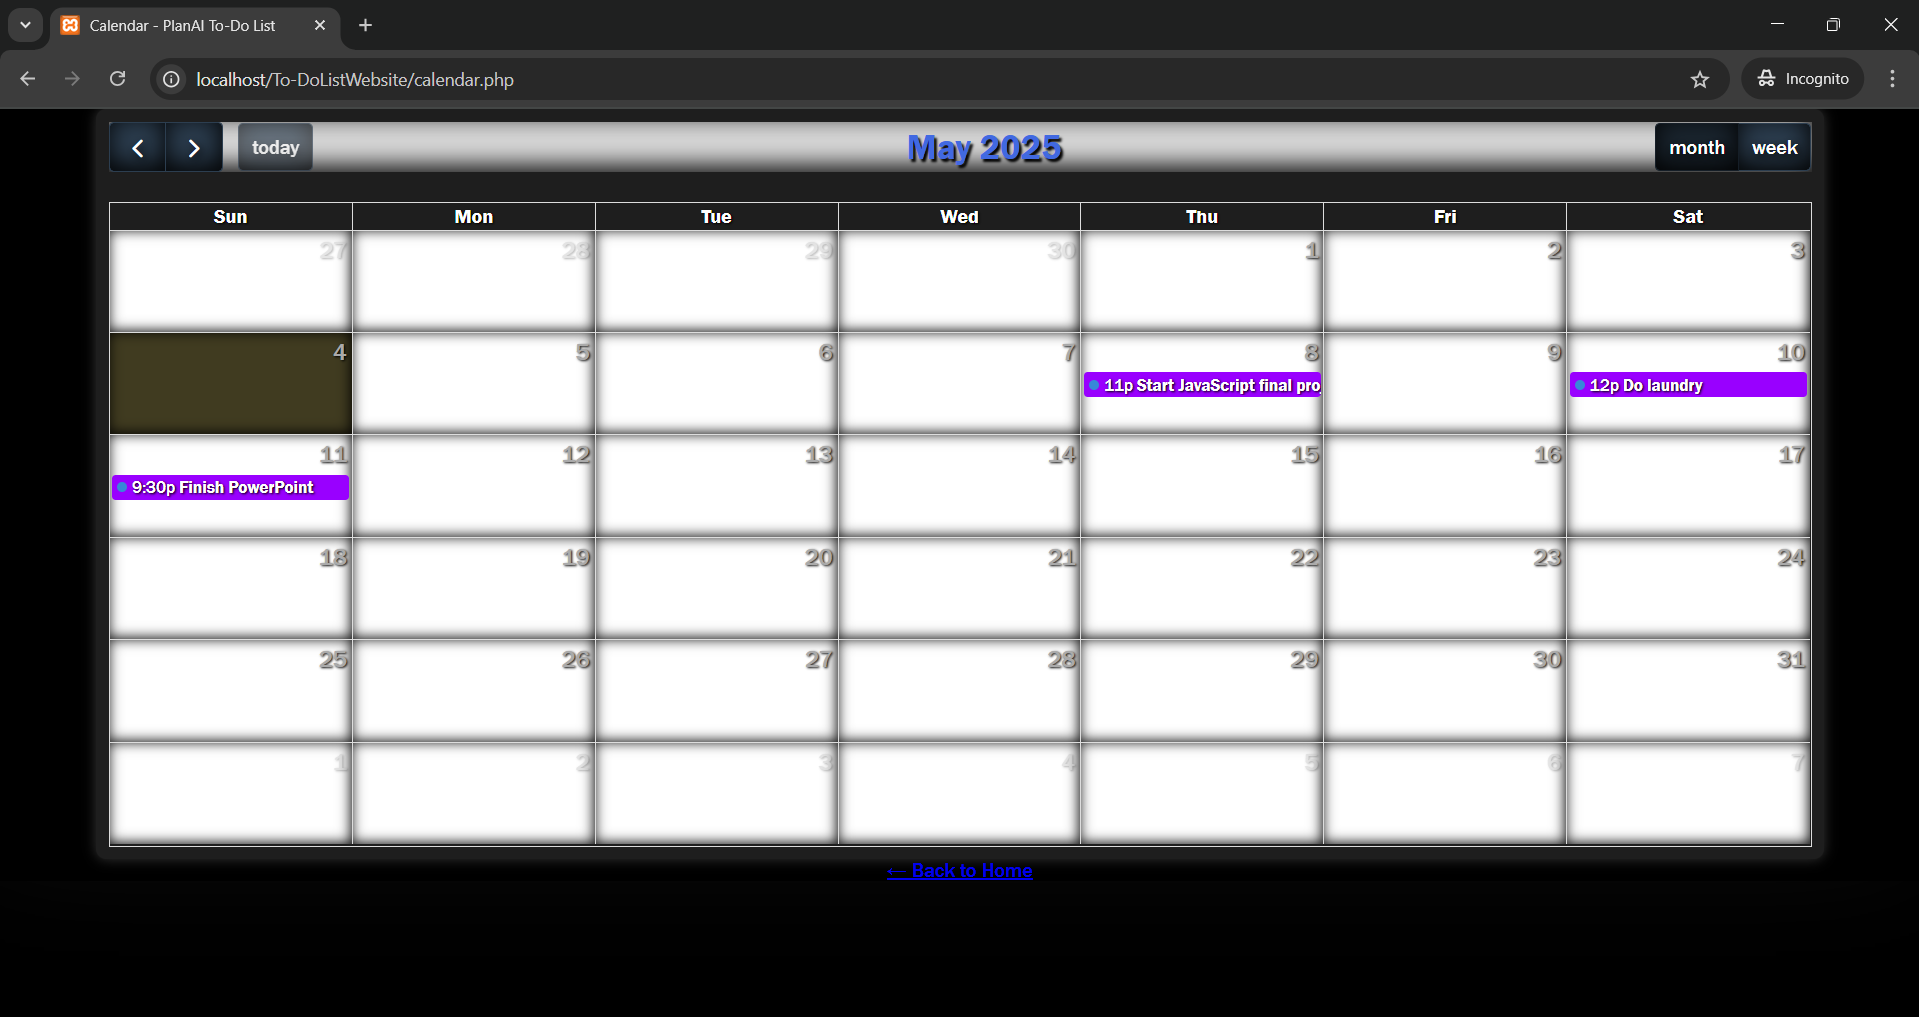 Calendar - PlanAI To-Do List
localhost/To-DoListWebsite/calendar.php
Incognito
today
May 2025
month week
Sun Mon Tue Wed Thu Fri Sat
27 28 29 30 1 2 3
4 5 6 7 8 9 10
11p Start JavaScript final pro
12p Do laundry
11 12 13 14 15 16 17
9:30p Finish PowerPoint
18 19 20 21 22 23 24
25 26 27 28 29 30 31
1 2 3 4 5 6 7
← Back to Home